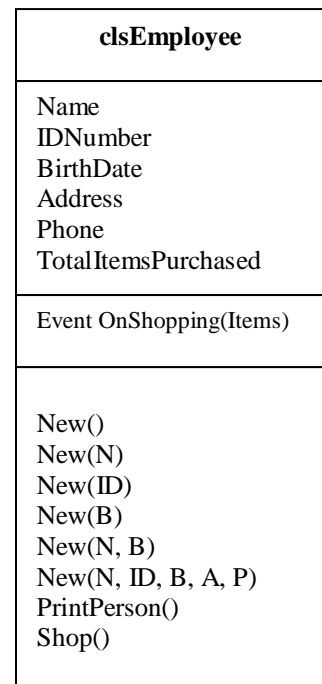 clsEmployee
Name
IDNumber
BirthDate
Address
Phone
TotalItemsPurchased
Event OnShopping(Items)
New()
New(N)
New(ID)
New(B)
New(N, B)
New(N, ID, B, A, P)
PrintPerson()
Shop()